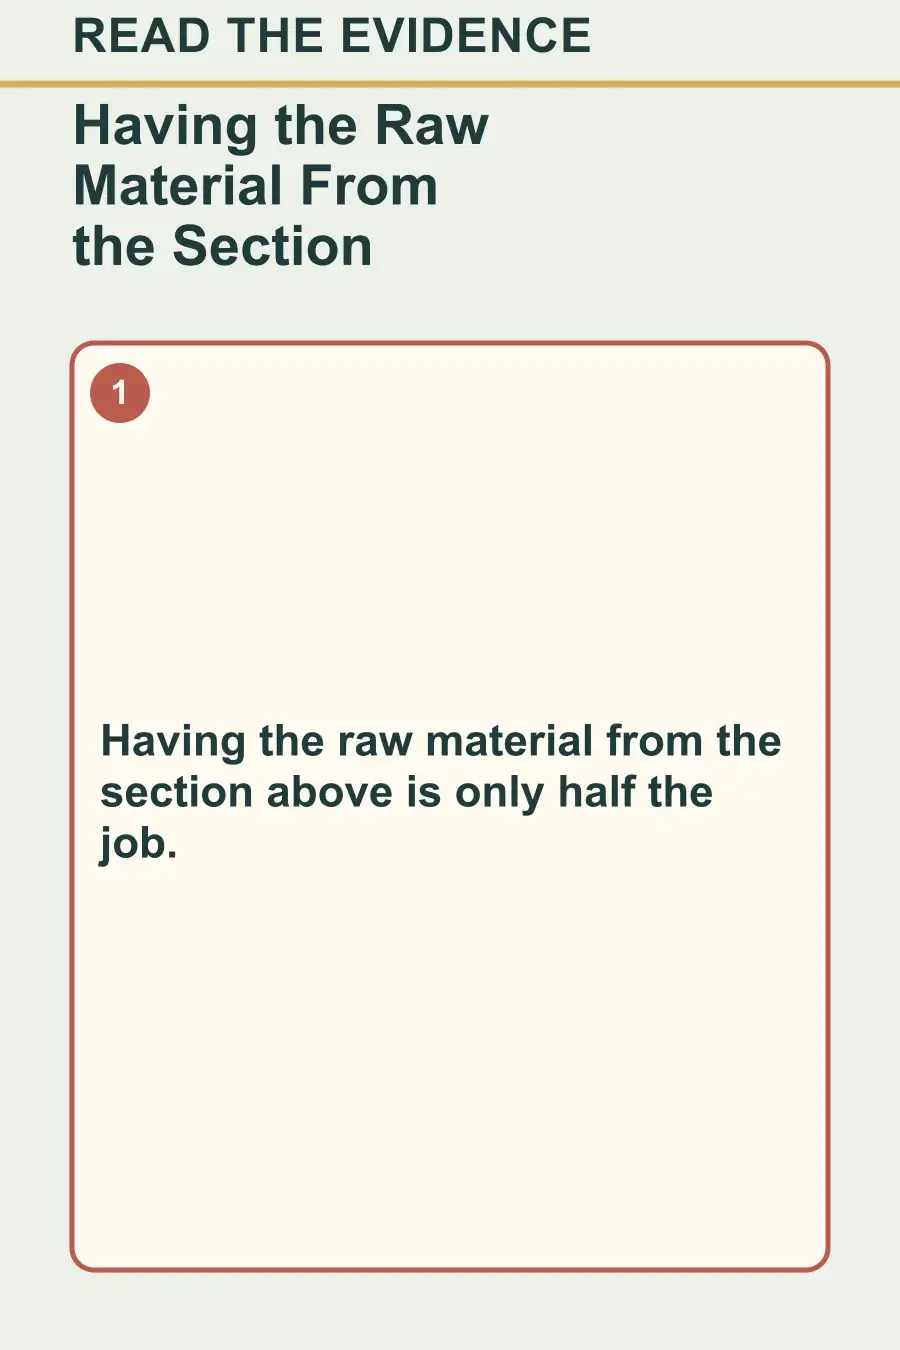 READ THE EVIDENCE
Having the Raw
Material From
the Section
1
Having the raw material from the
section above is only half the
job.